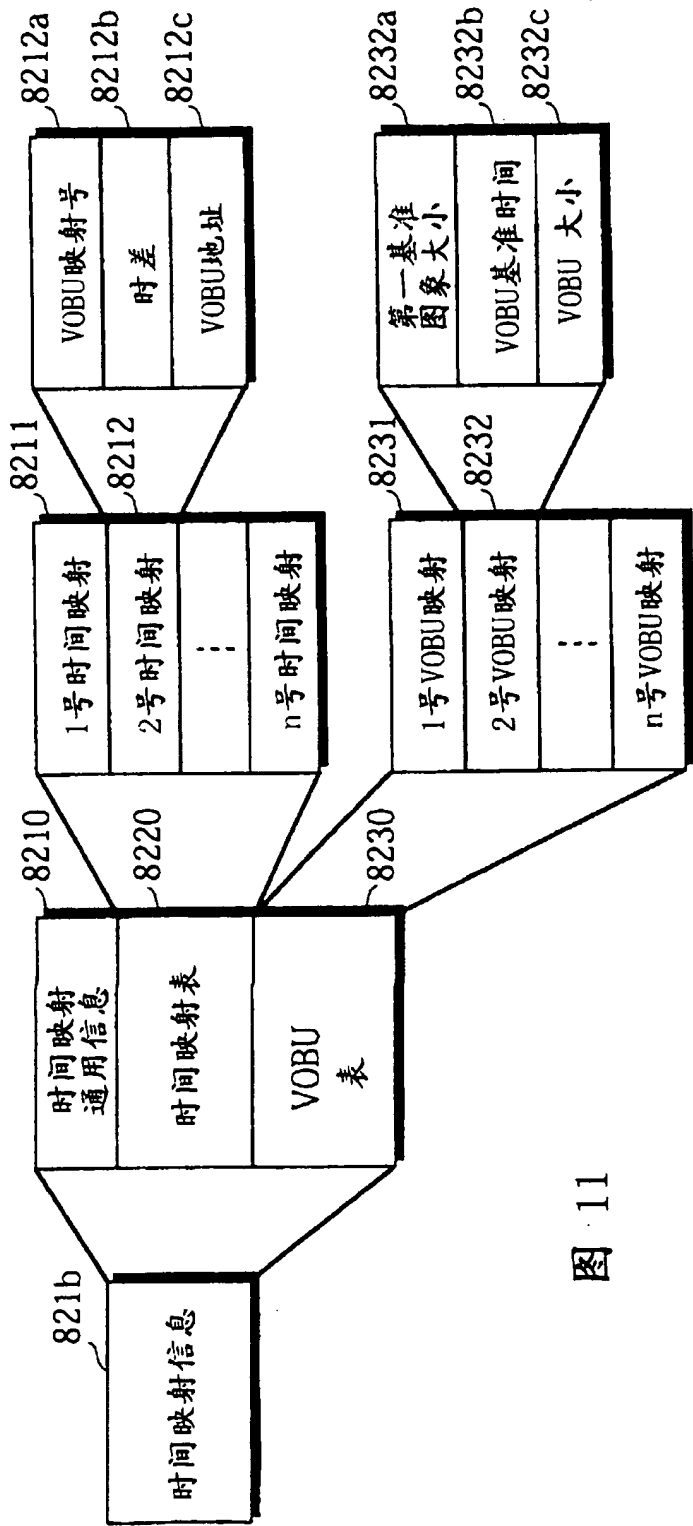 821b
时间映射信息
8210
8220
8230
时间映射
通用信息
时间映射表
VOBU
表
8211
8212
1号时间映射
2号时间映射
⋮
n号时间映射
8231
8232
1号VOBU映射
2号VOBU映射
⋮
n号VOBU映射
8212a
8212b
8212c
VOBU映射号
时差
VOBU地址
8232a
8232b
8232c
第一基准
图象大小
VOBU基准时间
VOBU 大小
图 11